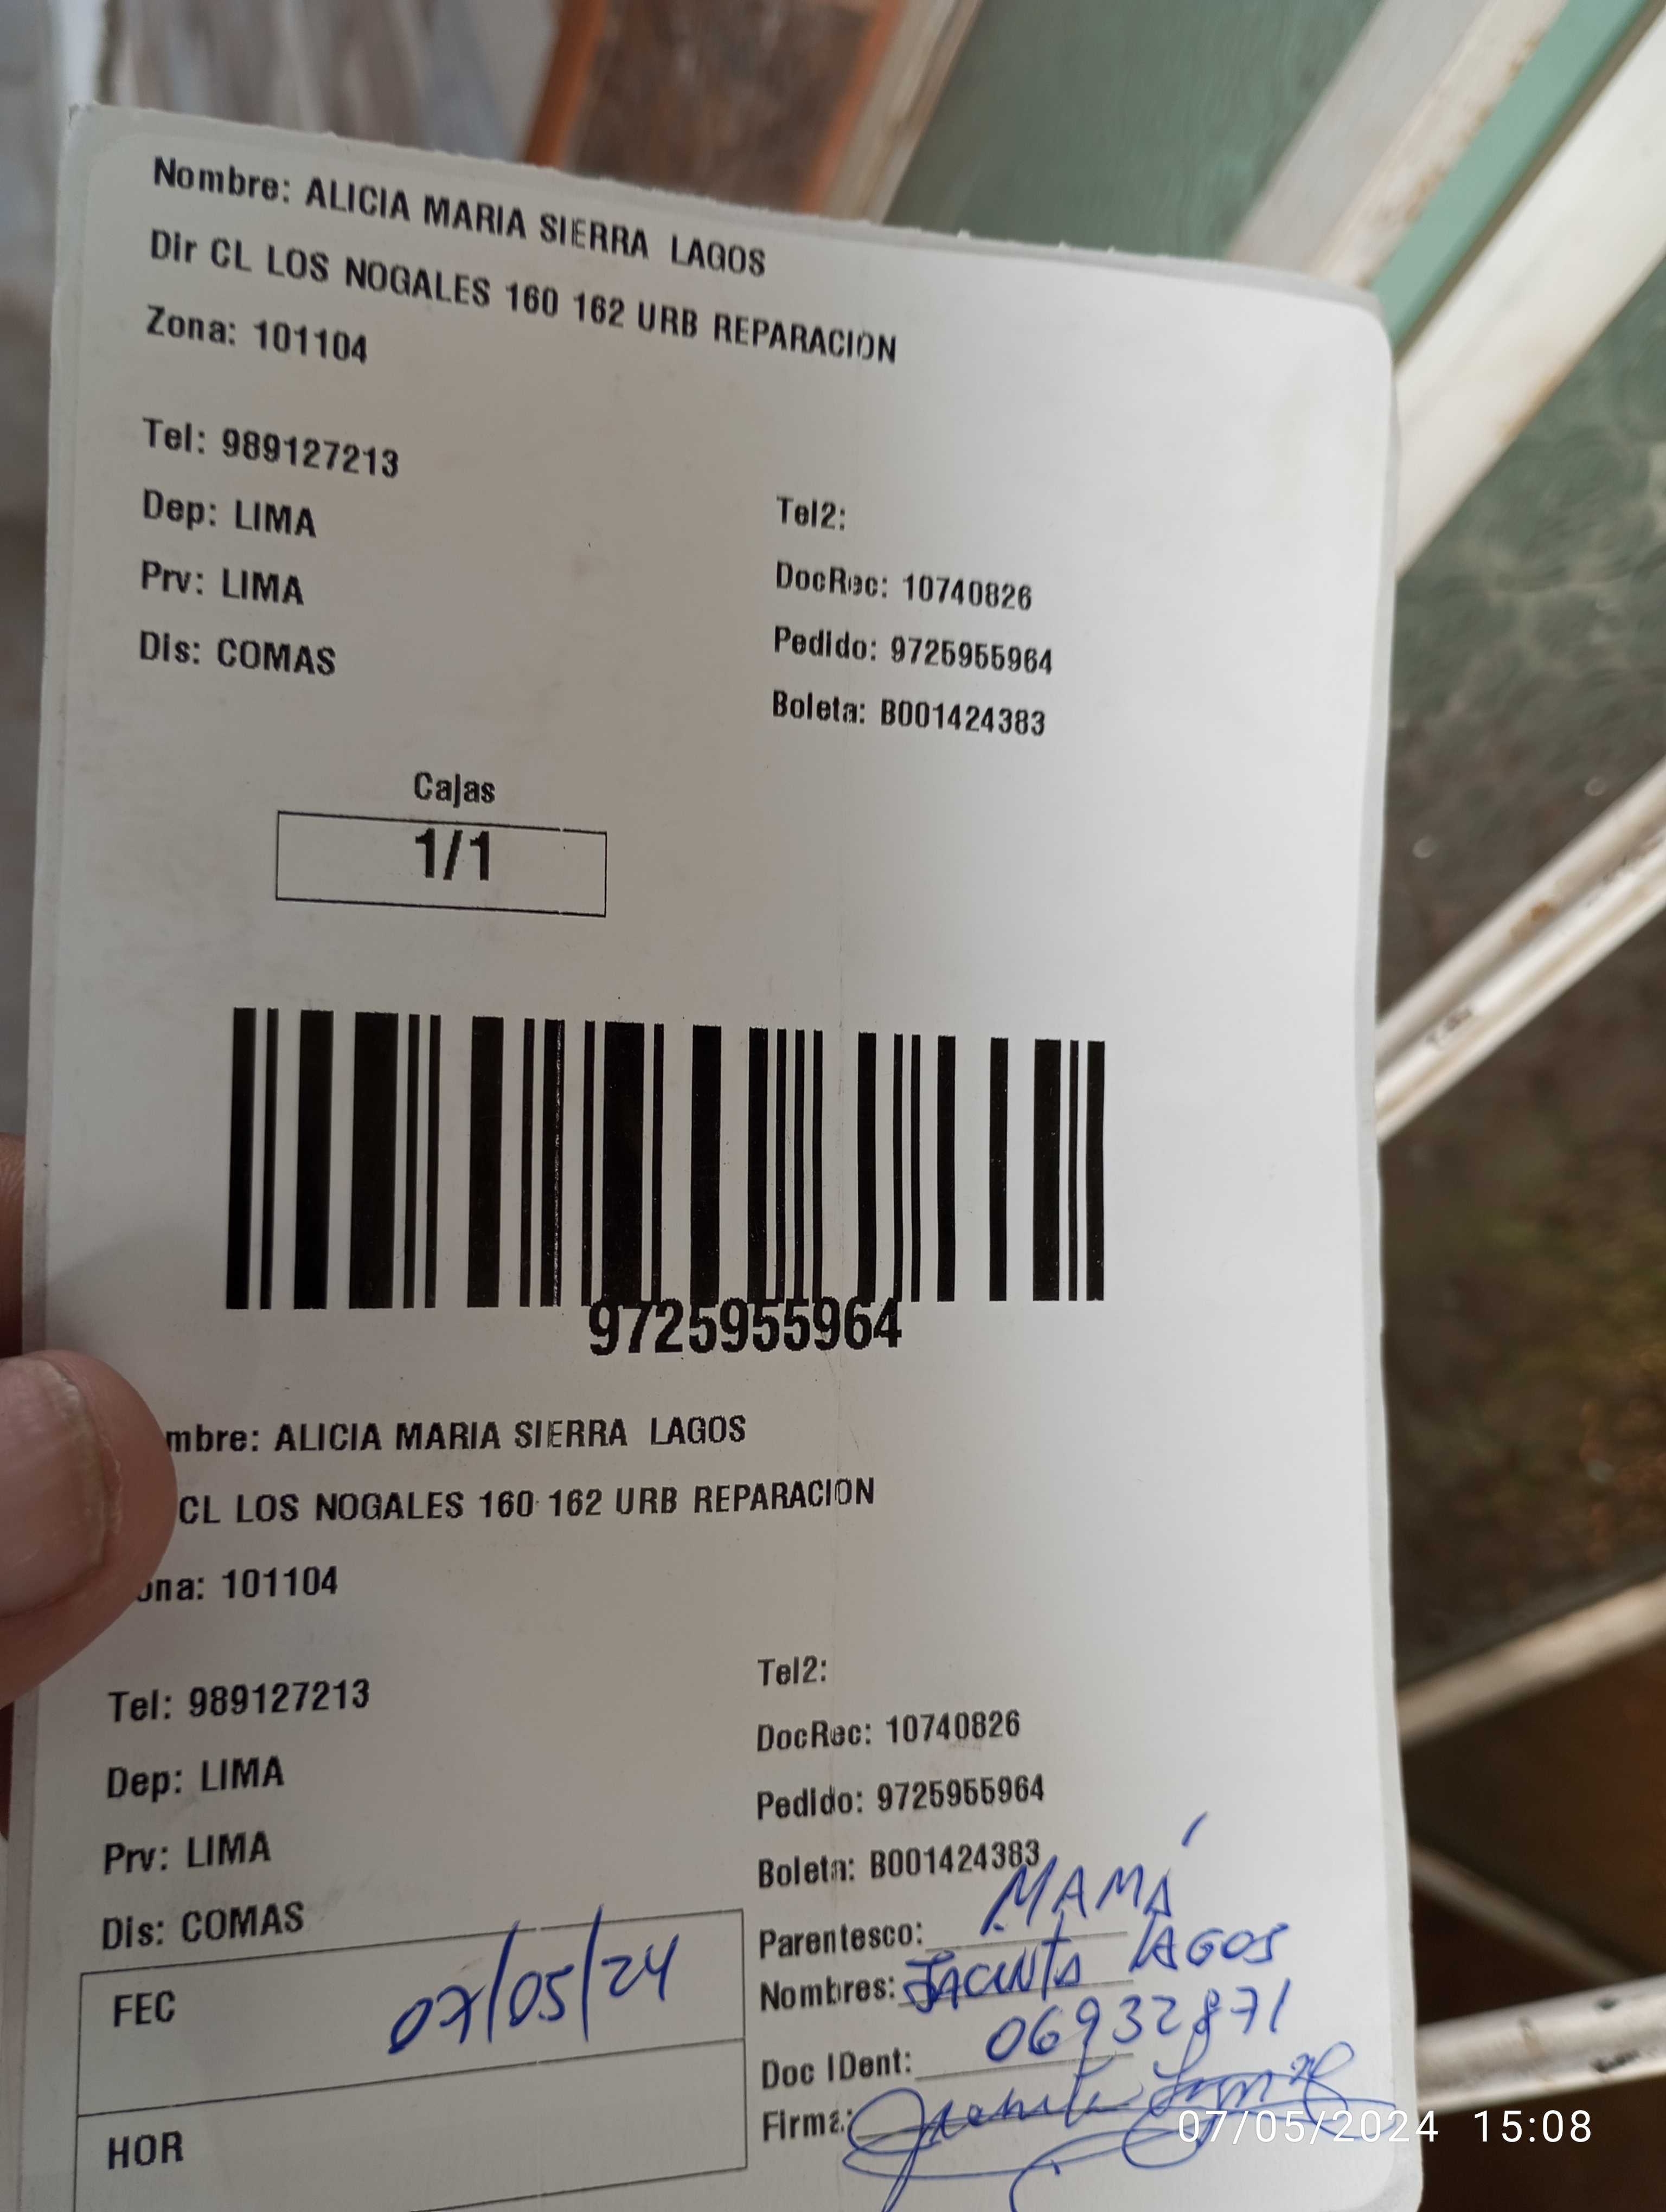 Nombre: ALICIA MARIA SIERRA LAGOS
Dir CL LOS NOGALES 160 162 URB REPARACION
Zona: 101104
Tel: 989127213
Tel2:
Dep: LIMA
DocRec: 10740826
Prv: LIMA
Pedido: 9725955964
Dis: COMAS
Boleta: B001424383
Cajas
1/1
9725955964
mbre: ALICIA MARIA SIERRA LAGOS
CL LOS NOGALES 160 162 URB REPARACION
ona: 101104
Tel: 989127213
Tel2:
DocRec: 10740826
Dep: LIMA
Pedido: 9725955964
Prv: LIMA
Boleta: B001424383
Dis: COMAS
Parentesco: MAMÁ
Nombres: JACINTA LAGOS
Doc IDent: 06932871
Firma:
FEC 07/05/24
HOR
07/05/2024 15:08